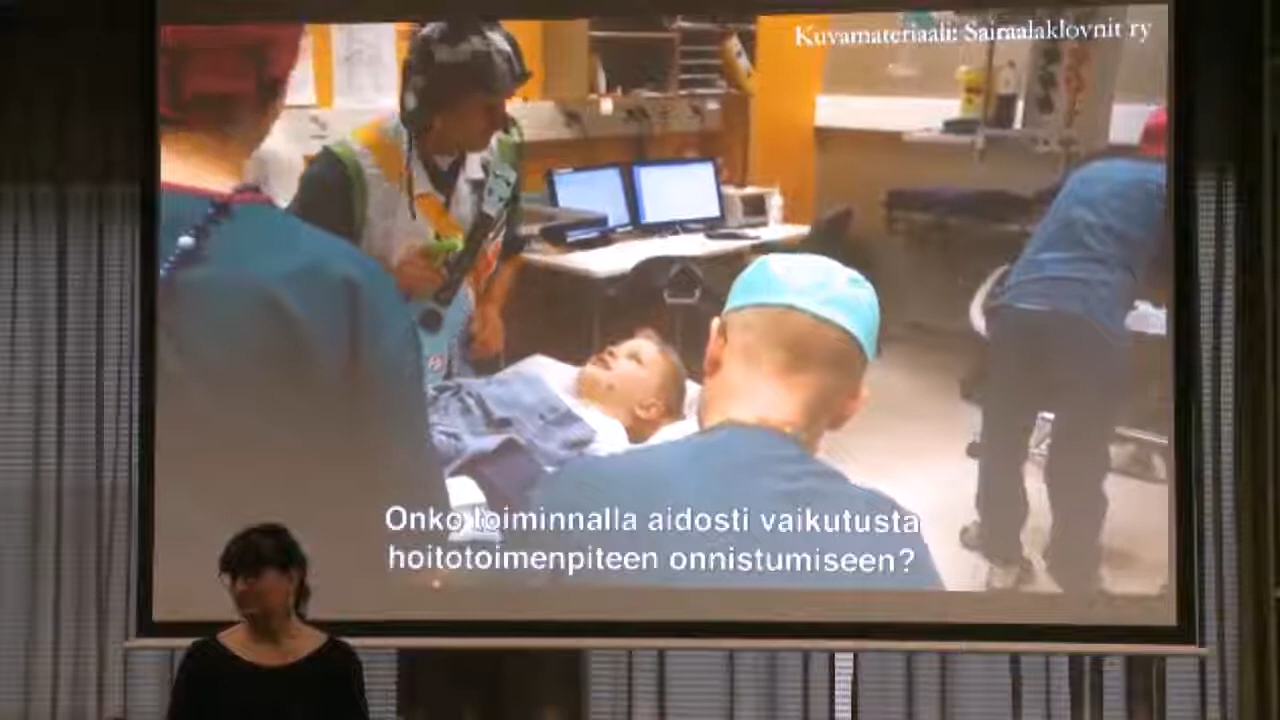 Kuvamateriaali: Sairaalaklovnit ry
Onko toiminnalla aidosti vaikutusta
hoitotoimenpiteen onnistumiseen?